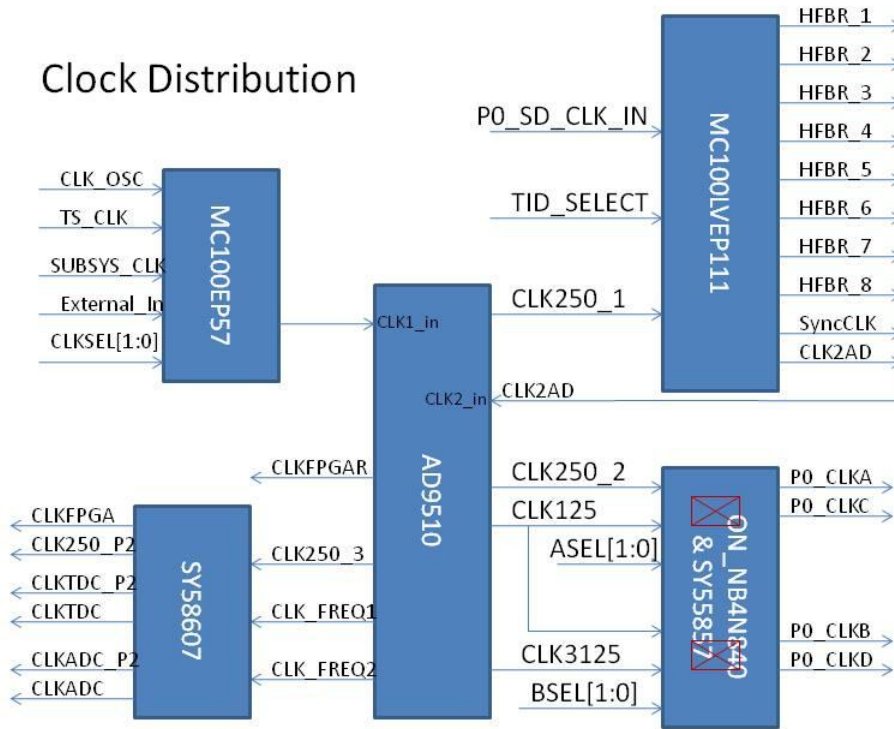 Clock Distribution
CLK_OSC
TS_CLK
SUBSYS_CLK
External_In
CLKSEL[1:0]
MC100EP57
P0_SD_CLK_IN
TID_SELECT
CLK250_1
MC100LVEP111
HFBR_1
HFBR_2
HFBR_3
HFBR_4
HFBR_5
HFBR_6
HFBR_7
HFBR_8
SyncCLK
CLK2AD
CLK1_in
CLK2_in
CLK2AD
AD9510
CLKFPGAR
CLK250_3
CLK_FREQ1
CLK_FREQ2
SY58607
CLKFPGA
CLK250_P2
CLKTDC_P2
CLKTDC
CLKADC_P2
CLKADC
CLK250_2
CLK125
ASEL[1:0]
CLK3125
BSEL[1:0]
ON_NB4N840
& SY55857
P0_CLKA
P0_CLKC
P0_CLKB
P0_CLKD